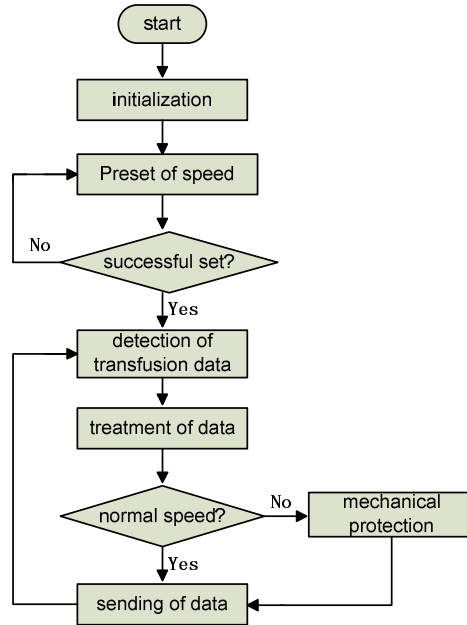 start
initialization
Preset of speed
No
successful set?
Yes
detection of
transfusion data
treatment of data
normal speed?
No
mechanical
protection
Yes
sending of data